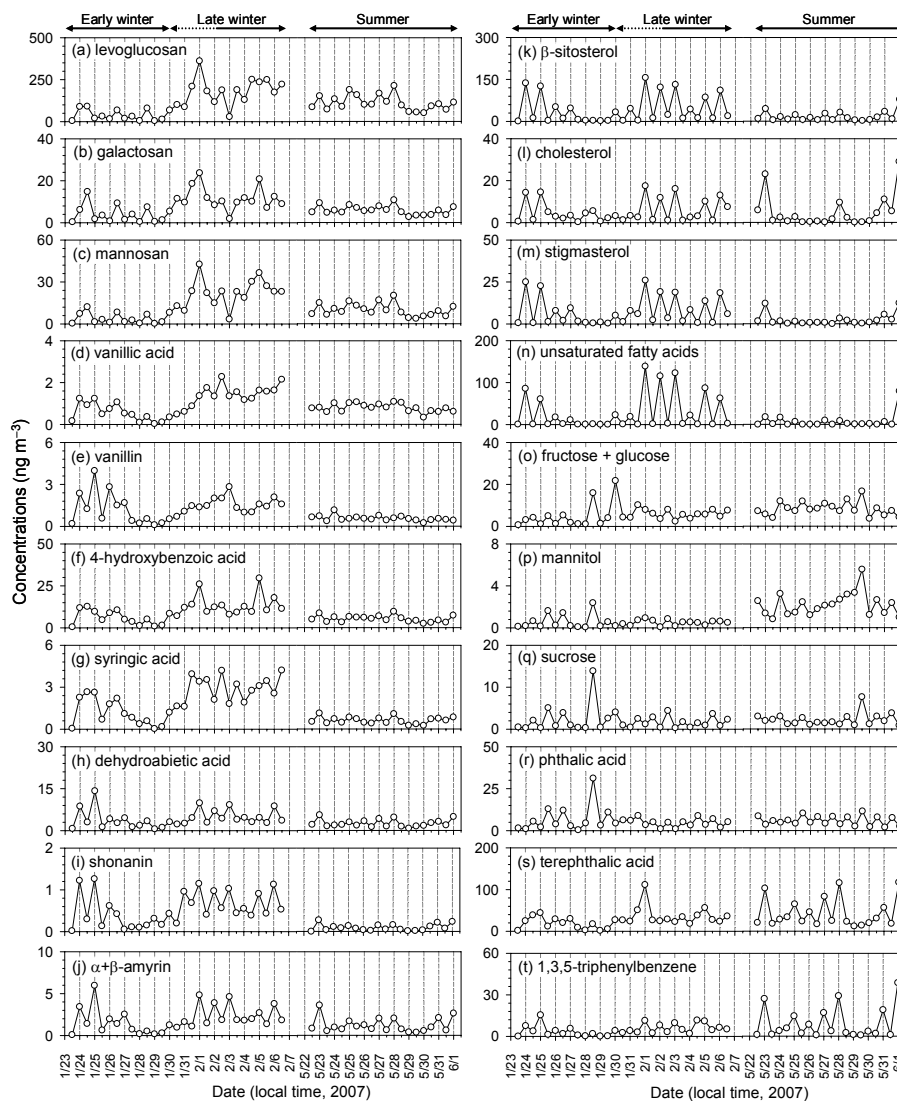 Early winter Late winter Summer Early winter Late winter Summer
500
250
0
(a) levoglucosan
40
20
0
(b) galactosan
60
30
0
(c) mannosan
4
2
0
(d) vanillic acid
6
3
0
(e) vanillin
50
25
0
(f) 4-hydroxybenzoic acid
6
3
0
(g) syringic acid
30
15
0
(h) dehydroabietic acid
2
1
0
(i) shonanin
10
5
0
(j) α+β-amyrin
Concentrations (ng m⁻³)
1/23 1/24 1/25 1/26 1/27 1/28 1/29 1/30 1/31 2/1 2/2 2/3 2/4 2/5 2/6 2/7 5/22 5/23 5/24 5/25 5/26 5/27 5/28 5/29 5/30 5/31 6/1
Date (local time, 2007)
300
150
0
(k) β-sitosterol
40
20
0
(l) cholesterol
50
25
0
(m) stigmasterol
200
100
0
(n) unsaturated fatty acids
40
20
0
(o) fructose + glucose
8
4
0
(p) mannitol
20
10
0
(q) sucrose
50
25
0
(r) phthalic acid
200
100
0
(s) terephthalic acid
60
30
0
(t) 1,3,5-triphenylbenzene
1/23 1/24 1/25 1/26 1/27 1/28 1/29 1/30 1/31 2/1 2/2 2/3 2/4 2/5 2/6 2/7 5/22 5/23 5/24 5/25 5/26 5/27 5/28 5/29 5/30 5/31 6/1
Date (local time, 2007)